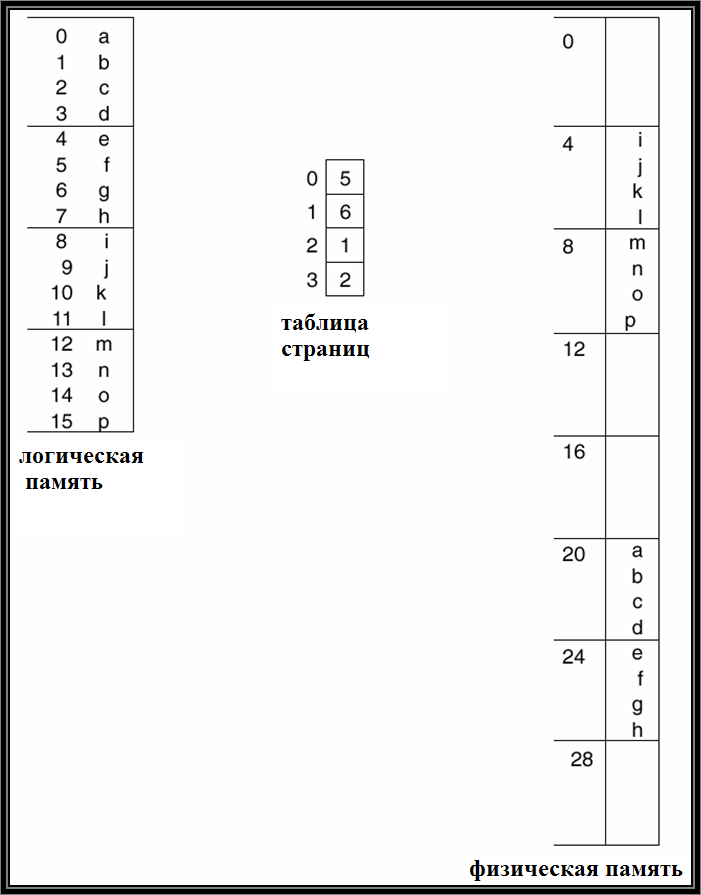 0 a
1 b
2 c
3 d
4 e
5 f
6 g
7 h
8 i
9 j
10 k
11 l
12 m
13 n
14 o
15 p
логическая
память
0 5
1 6
2 1
3 2
таблица
страниц
0
4 i
j
k
l
8 m
n
o
p
12
16
20 a
b
c
d
24 e
f
g
h
28
физическая память